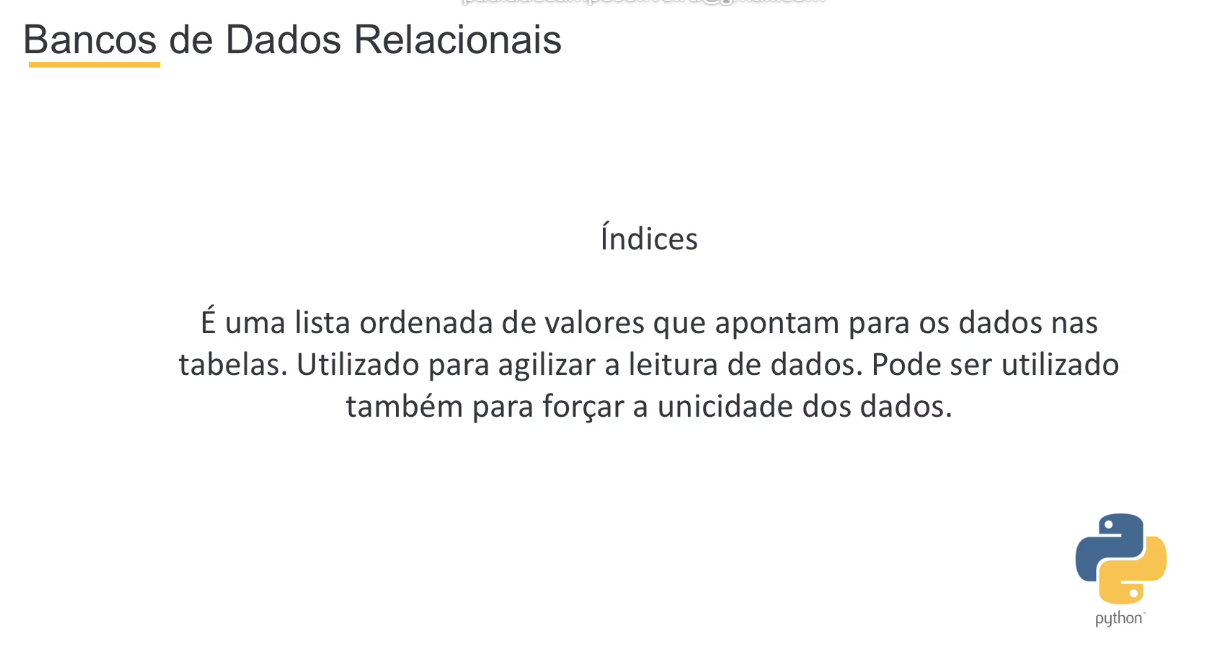 Bancos de Dados Relacionais
Índices
É uma lista ordenada de valores que apontam para os dados nas
tabelas. Utilizado para agilizar a leitura de dados. Pode ser utilizado
também para forçar a unicidade dos dados.
python